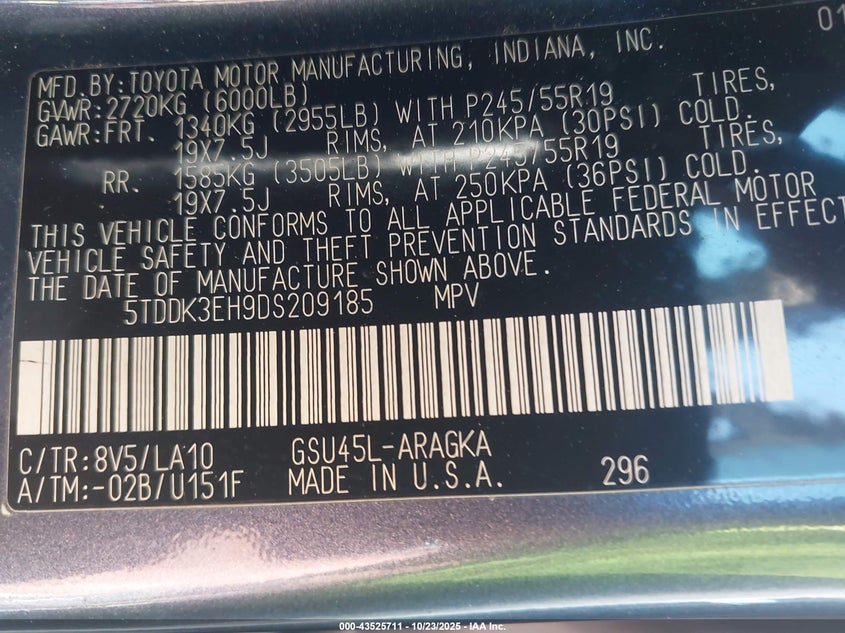 01
MFD.BY:TOYOTA MOTOR MANUFACTURING, INDIANA, INC.
GVWR:2720KG (6000LB)
GAWR:FRT. 1340KG (2955LB) WITH P245/55R19 TIRES,
19X7.5J RIMS, AT 210KPA (30PSI) COLD.
RR. 1585KG (3505LB) WITH P245/55R19 TIRES,
19X7.5J RIMS, AT 250KPA (36PSI) COLD.
THIS VEHICLE CONFORMS TO ALL APPLICABLE FEDERAL MOTOR
VEHICLE SAFETY AND THEFT PREVENTION STANDARDS IN EFFECT
THE DATE OF MANUFACTURE SHOWN ABOVE.
5TDDK3EH9DS209185 MPV
C/TR:8V5/LA10 GSU45L-ARAGKA
A/TM:-02B/U151F MADE IN U.S.A. 296
000-43525711 - 10/23/2025 - IAA Inc.